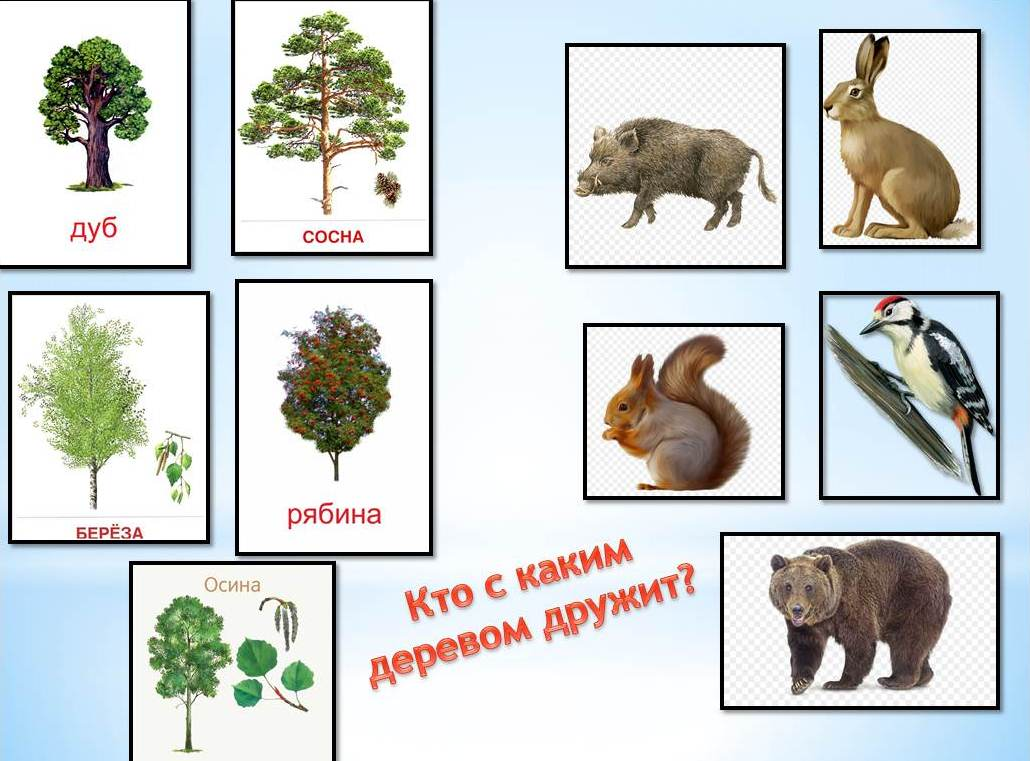 дуб
СОСНА
БЕРЁЗА
рябина
Осина
Кто с каким
деревом дружит?